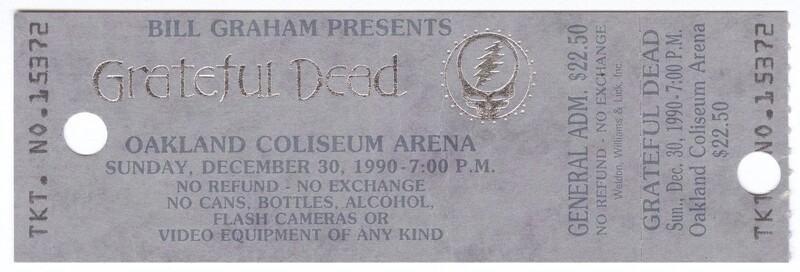 TKT. NO.15372
BILL GRAHAM PRESENTS
Grateful Dead
OAKLAND COLISEUM ARENA
SUNDAY, DECEMBER 30, 1990-7:00 P.M.
NO REFUND - NO EXCHANGE
NO CANS, BOTTLES, ALCOHOL,
FLASH CAMERAS OR
VIDEO EQUIPMENT OF ANY KIND
GENERAL ADM. $22.50
NO REFUND - NO EXCHANGE
Weldon, Williams & Lick, Inc.
GRATEFUL DEAD
Sun., Dec. 30, 1990-7:00 P.M.
Oakland Coliseum Arena
$22.50
NO.15372